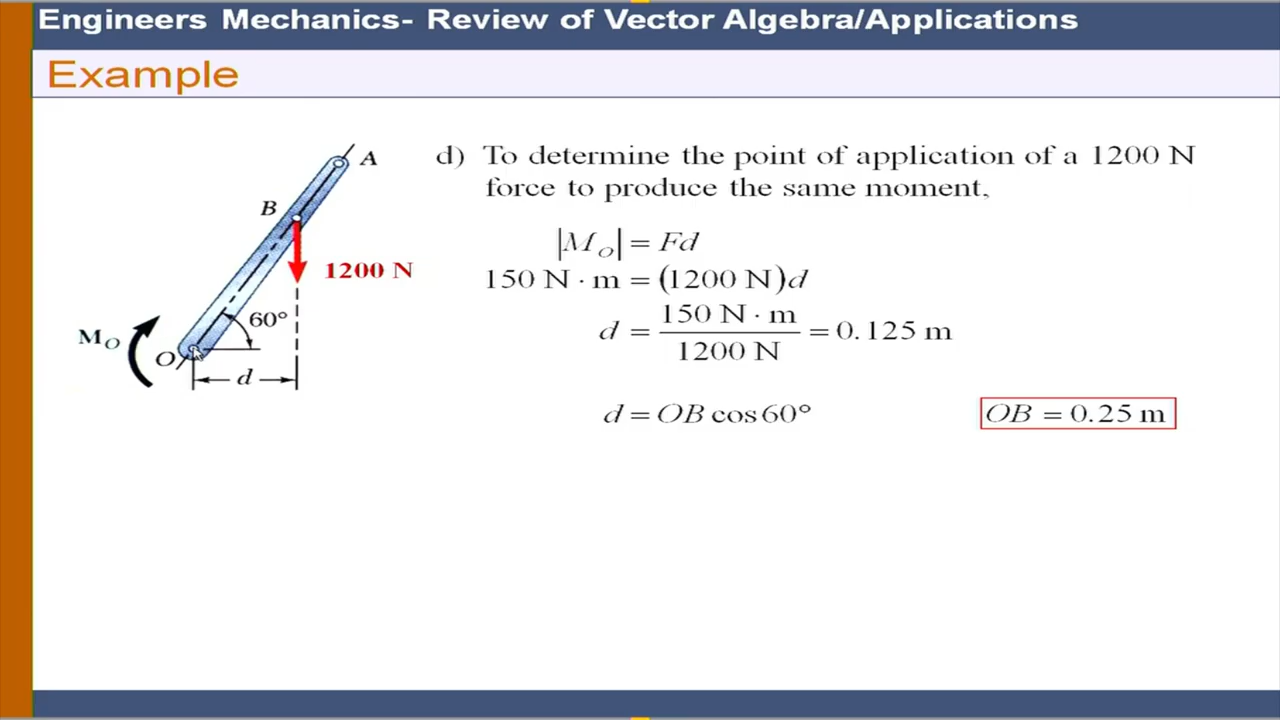 Engineers Mechanics- Review of Vector Algebra/Applications
Example
A
B
1200 N
60°
M_O
O
d
d) To determine the point of application of a 1200 N
force to produce the same moment,
|M_O| = Fd
150 N · m = (1200 N)d
d = 150 N · m / 1200 N = 0.125 m
d = OB cos 60° OB = 0.25 m